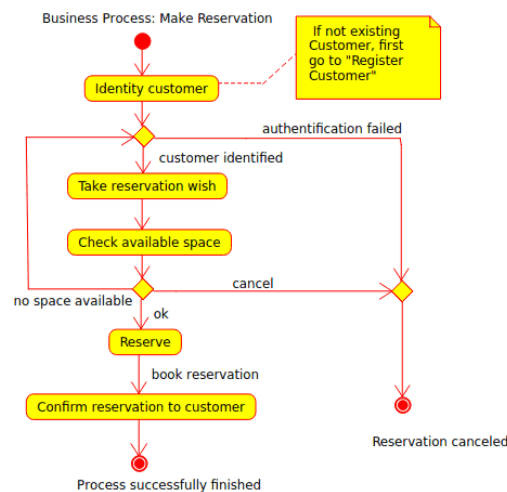 Business Process: Make Reservation
If not existing
Customer, first
go to "Register
Customer"
Identity customer
authentification failed
customer identified
Take reservation wish
Check available space
cancel
no space available
ok
Reserve
book reservation
Confirm reservation to customer
Reservation canceled
Process successfully finished